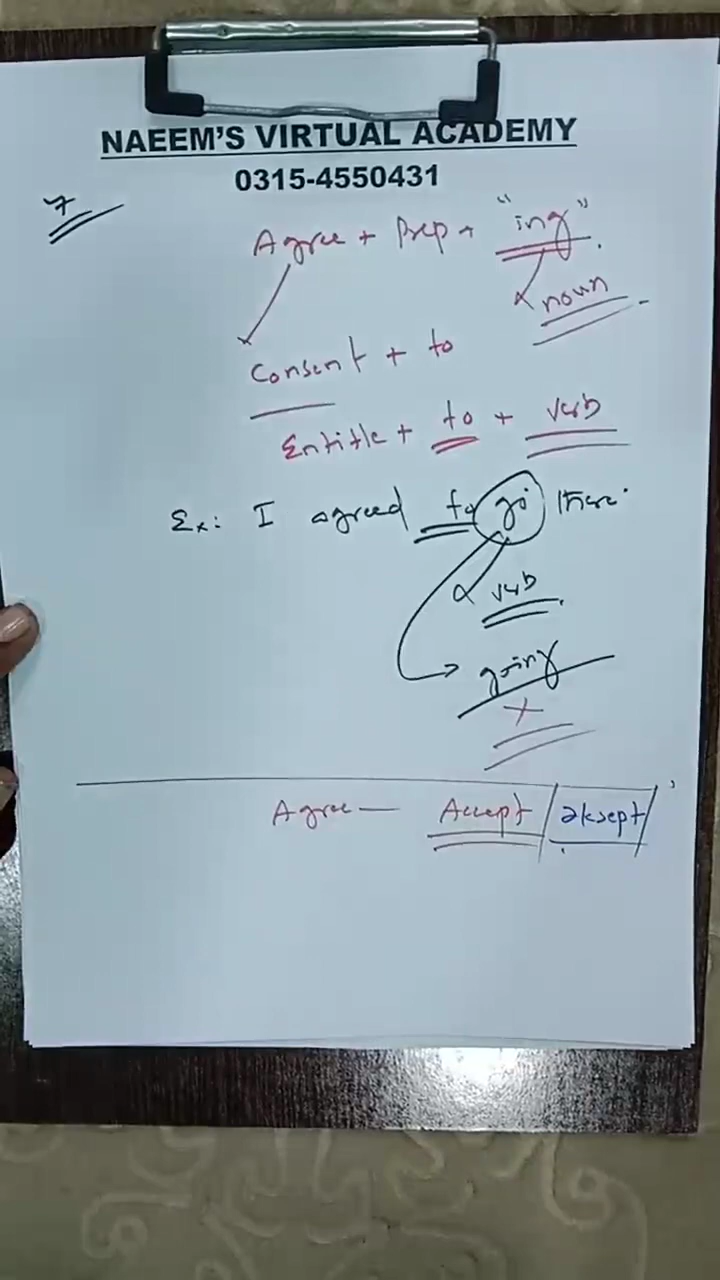 NAEEM'S VIRTUAL ACADEMY
0315-4550431
7
Agree + Prep + "ing".
noun
Consent + to
Entitle + to + verb
Ex: I agreed to go there.
verb
going
×
Agree — Accept /əksept/